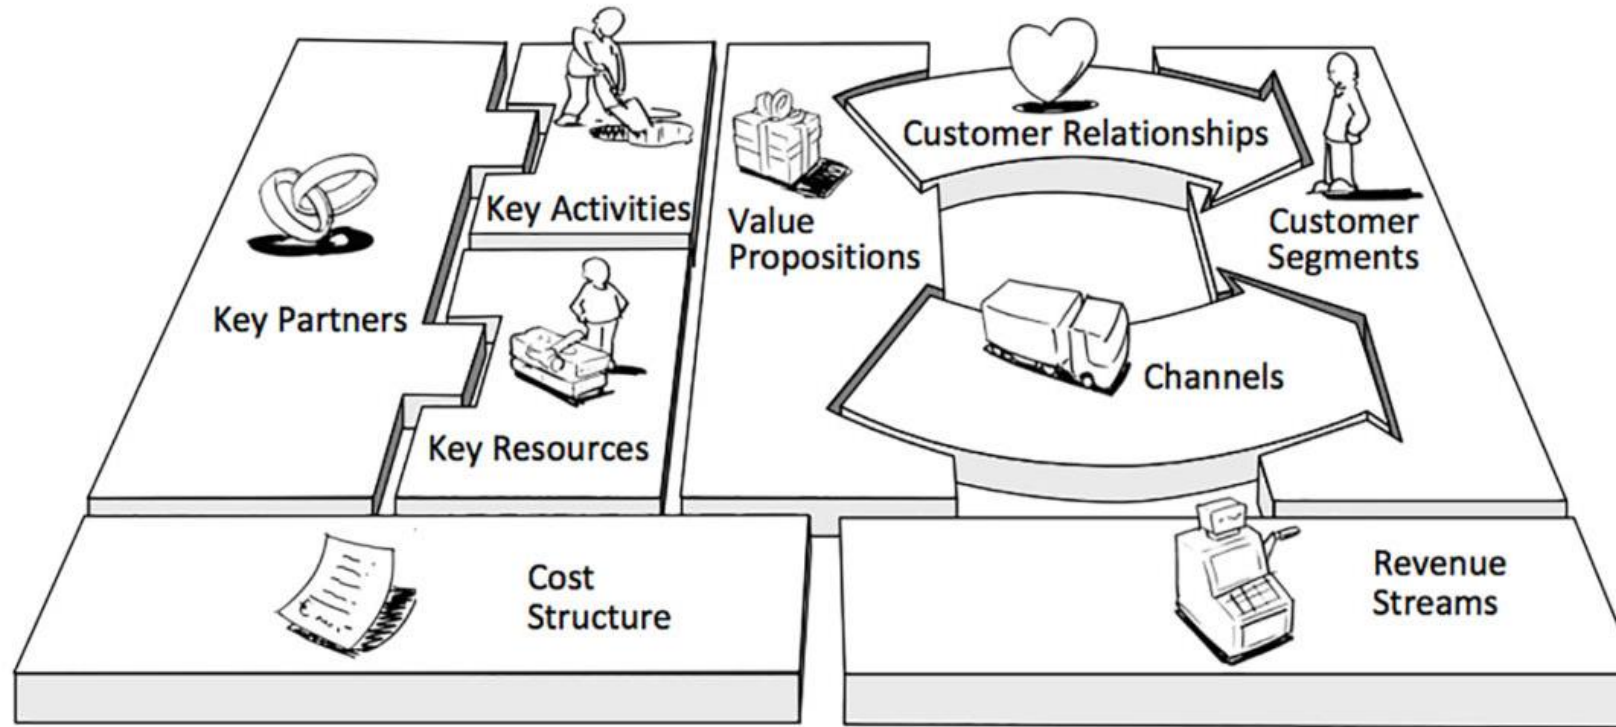 Key Partners
Key Activities
Key Resources
Value
Propositions
Customer Relationships
Channels
Customer
Segments
Cost
Structure
Revenue
Streams